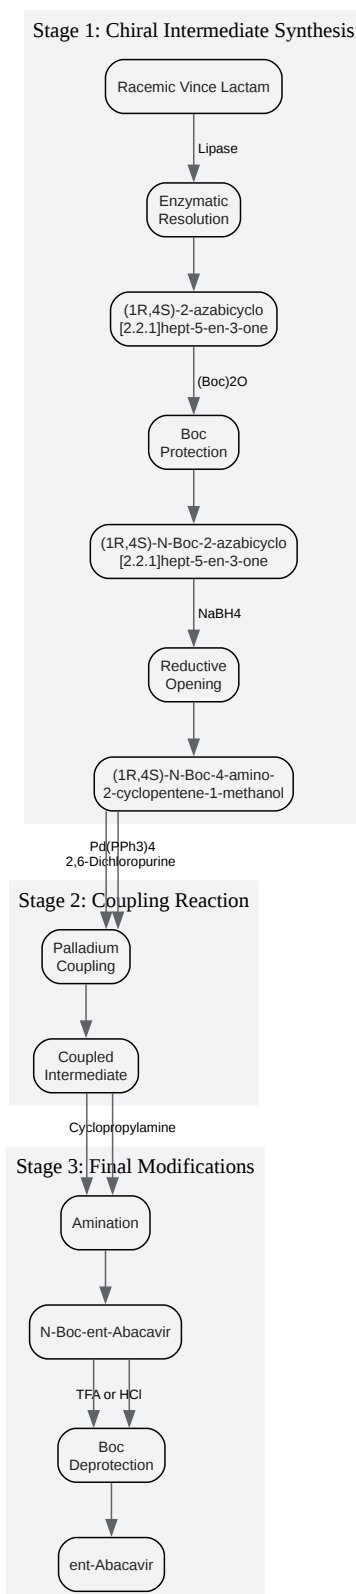 Stage 1: Chiral Intermediate Synthesis
Racemic Vince Lactam
Lipase
Enzymatic
Resolution
(1R,4S)-2-azabicyclo
[2.2.1]hept-5-en-3-one
(Boc)2O
Boc
Protection
(1R,4S)-N-Boc-2-azabicyclo
[2.2.1]hept-5-en-3-one
NaBH4
Reductive
Opening
(1R,4S)-N-Boc-4-amino-
2-cyclopentene-1-methanol
Pd(PPh3)4
2,6-Dichloropurine
Stage 2: Coupling Reaction
Palladium
Coupling
Coupled
Intermediate
Cyclopropylamine
Stage 3: Final Modifications
Amination
N-Boc-ent-Abacavir
TFA or HCl
Boc
Deprotection
ent-Abacavir